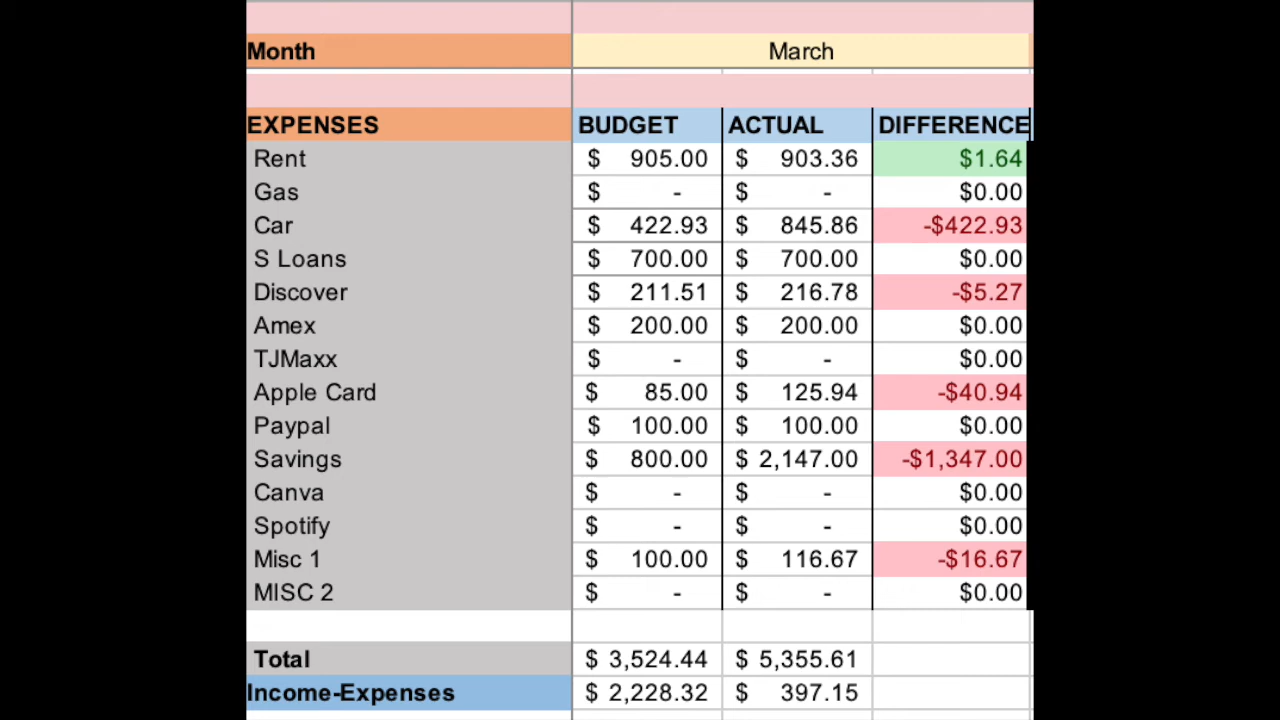 Month March
EXPENSES BUDGET ACTUAL DIFFERENCE
Rent $ 905.00 $ 903.36 $1.64
Gas $ - $ - $0.00
Car $ 422.93 $ 845.86 -$422.93
S Loans $ 700.00 $ 700.00 $0.00
Discover $ 211.51 $ 216.78 -$5.27
Amex $ 200.00 $ 200.00 $0.00
TJMaxx $ - $ - $0.00
Apple Card $ 85.00 $ 125.94 -$40.94
Paypal $ 100.00 $ 100.00 $0.00
Savings $ 800.00 $ 2,147.00 -$1,347.00
Canva $ - $ - $0.00
Spotify $ - $ - $0.00
Misc 1 $ 100.00 $ 116.67 -$16.67
MISC 2 $ - $ - $0.00
Total $ 3,524.44 $ 5,355.61
Income-Expenses $ 2,228.32 $ 397.15